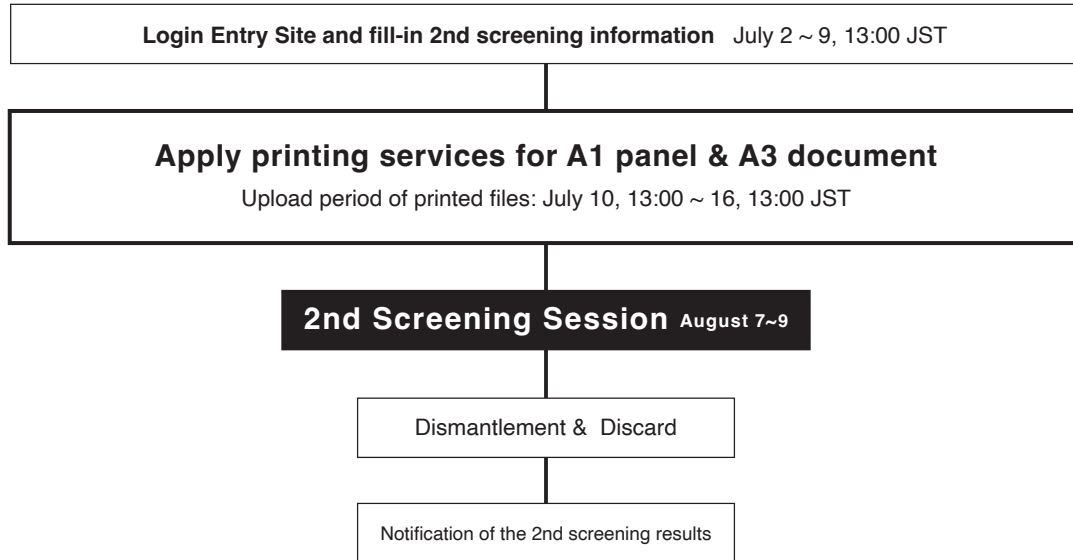 Login Entry Site and fill-in 2nd screening information July 2 ~ 9, 13:00 JST
Apply printing services for A1 panel & A3 document
Upload period of printed files: July 10, 13:00 ~ 16, 13:00 JST
2nd Screening Session August 7~9
Dismantlement & Discard
Notification of the 2nd screening results